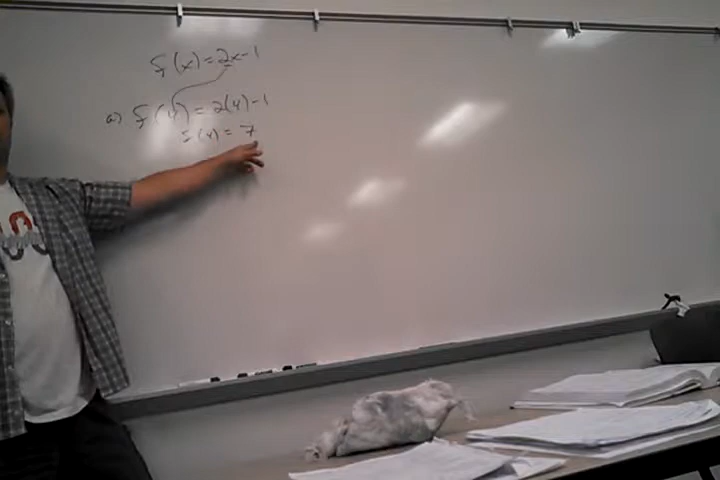 f(x) = 2x-1
a) f(4) = 2(4)-1
f(4) = 7